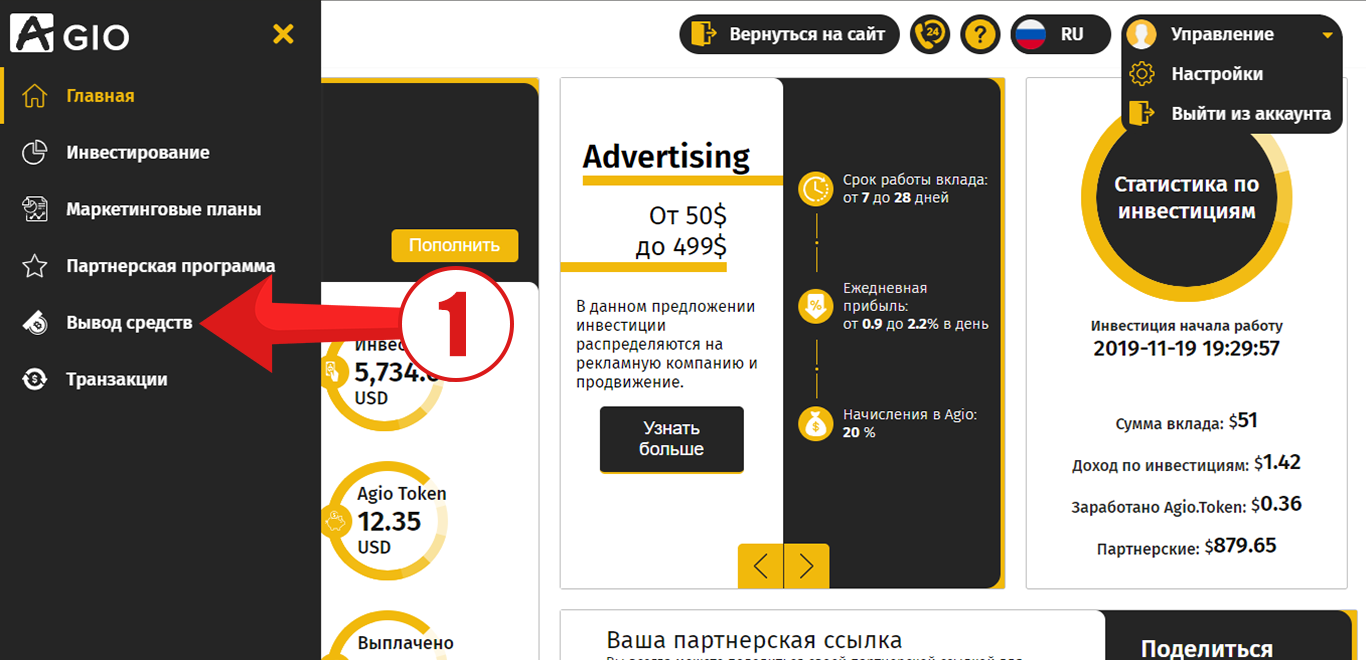 AGIO
Главная
Инвестирование
Маркетинговые планы
Партнерская программа
Вывод средств
Транзакции
1
Вернуться на сайт
24
?
RU
Управление
Настройки
Выйти из аккаунта
Пополнить
5,734.
USD
Agio Token
12.35
USD
Выплачено
Advertising
От 50$
до 499$
В данном предложении
инвестиции
распределяются на
рекламную компанию и
продвижение.
Узнать
больше
Срок работы вклада:
от 7 до 28 дней
Ежедневная
прибыль:
от 0.9 до 2.2% в день
Начисления в Agio:
20 %
Статистика по
инвестициям
Инвестиция начала работу
2019-11-19 19:29:57
Сумма вклада: $51
Доход по инвестициям: $1.42
Заработано Agio.Token: $0.36
Партнерские: $879.65
Ваша партнерская ссылка
Поделиться